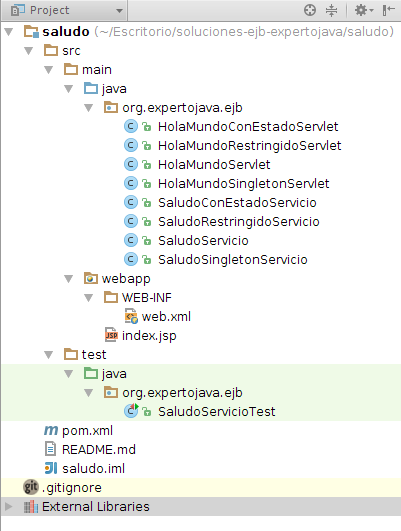 Project
saludo (~/Escritorio/soluciones-ejb-expertojava/saludo)
src
main
java
org.expertojava.ejb
HolaMundoConEstadoServlet
HolaMundoRestringidoServlet
HolaMundoServlet
HolaMundoSingletonServlet
SaludoConEstadoServicio
SaludoRestringidoServicio
SaludoServicio
SaludoSingletonServicio
webapp
WEB-INF
web.xml
index.jsp
test
java
org.expertojava.ejb
SaludoServicioTest
pom.xml
README.md
saludo.iml
.gitignore
External Libraries